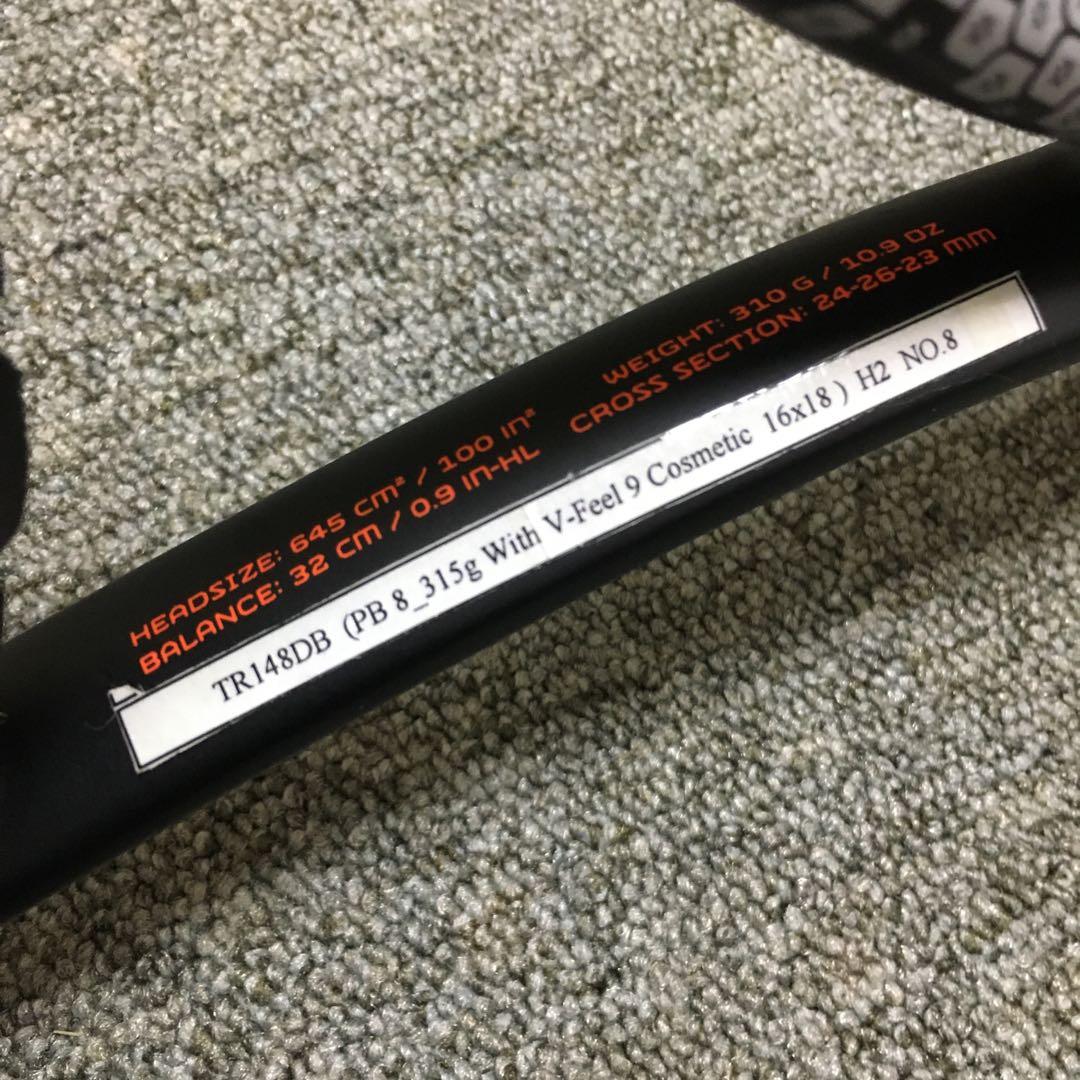 HEADSIZE: 645 cm² / 100 in²
BALANCE: 32 cm / 0.9 in-HL
WEIGHT: 310 G / 10.9 OZ
CROSS SECTION: 24-26-23 mm
TR148DB (PB 8_315g With V-Feel 9 Cosmetic 16x18 ) H2 NO.8